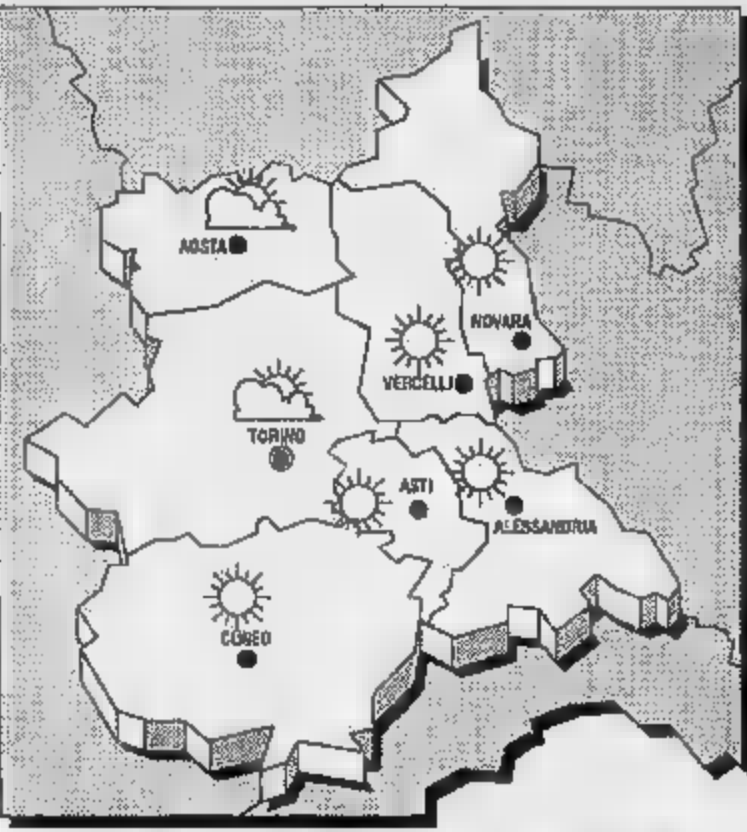 AOSTA
NOVARA
VERCELLI
TORINO
ASTI
ALESSANDRIA
CUNEO